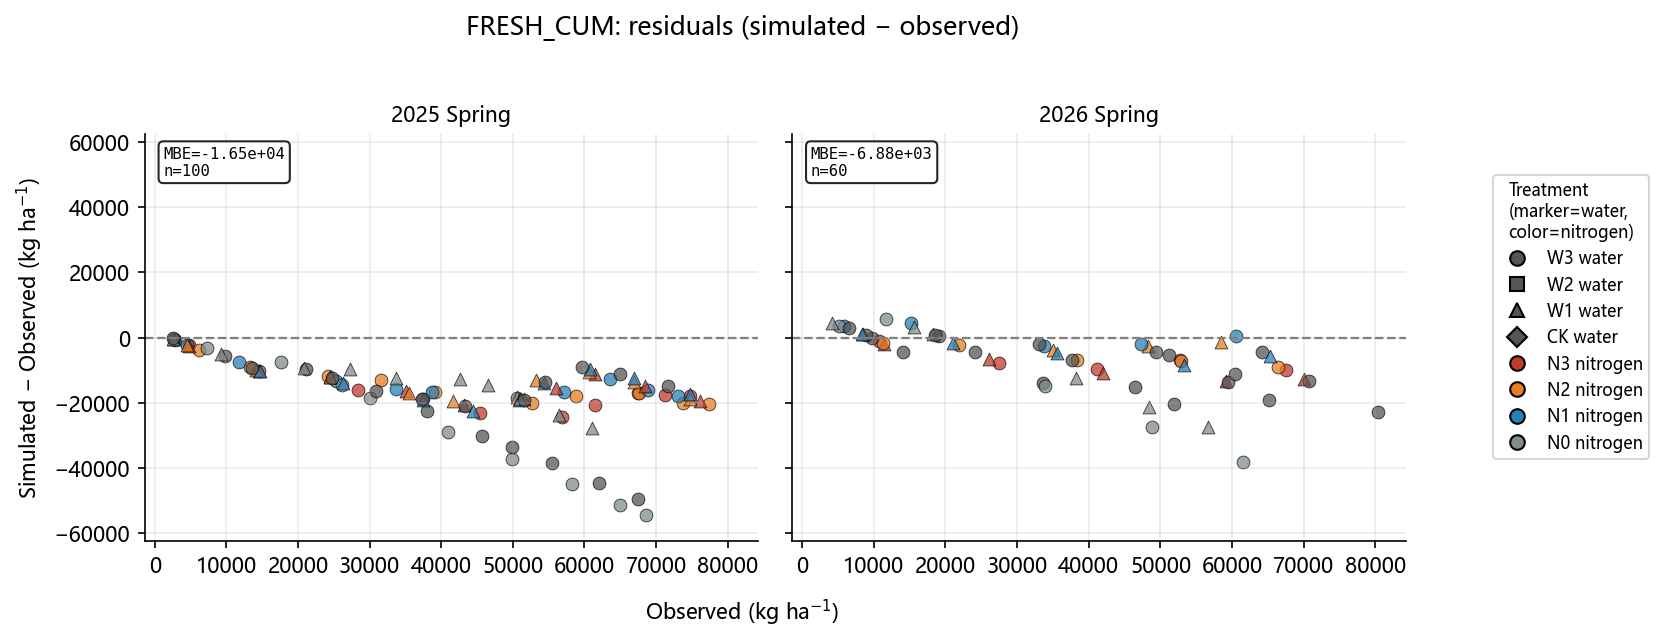 FRESH_CUM: residuals (simulated − observed)
2025 Spring
2026 Spring
MBE=-1.65e+04
n=100
MBE=-6.88e+03
n=60
60000
40000
20000
0
−20000
−40000
−60000
Simulated − Observed (kg ha⁻¹)
0 10000 20000 30000 40000 50000 60000 70000 80000
0 10000 20000 30000 40000 50000 60000 70000 80000
Observed (kg ha⁻¹)
Treatment
(marker=water,
color=nitrogen)
W3 water
W2 water
W1 water
CK water
N3 nitrogen
N2 nitrogen
N1 nitrogen
N0 nitrogen